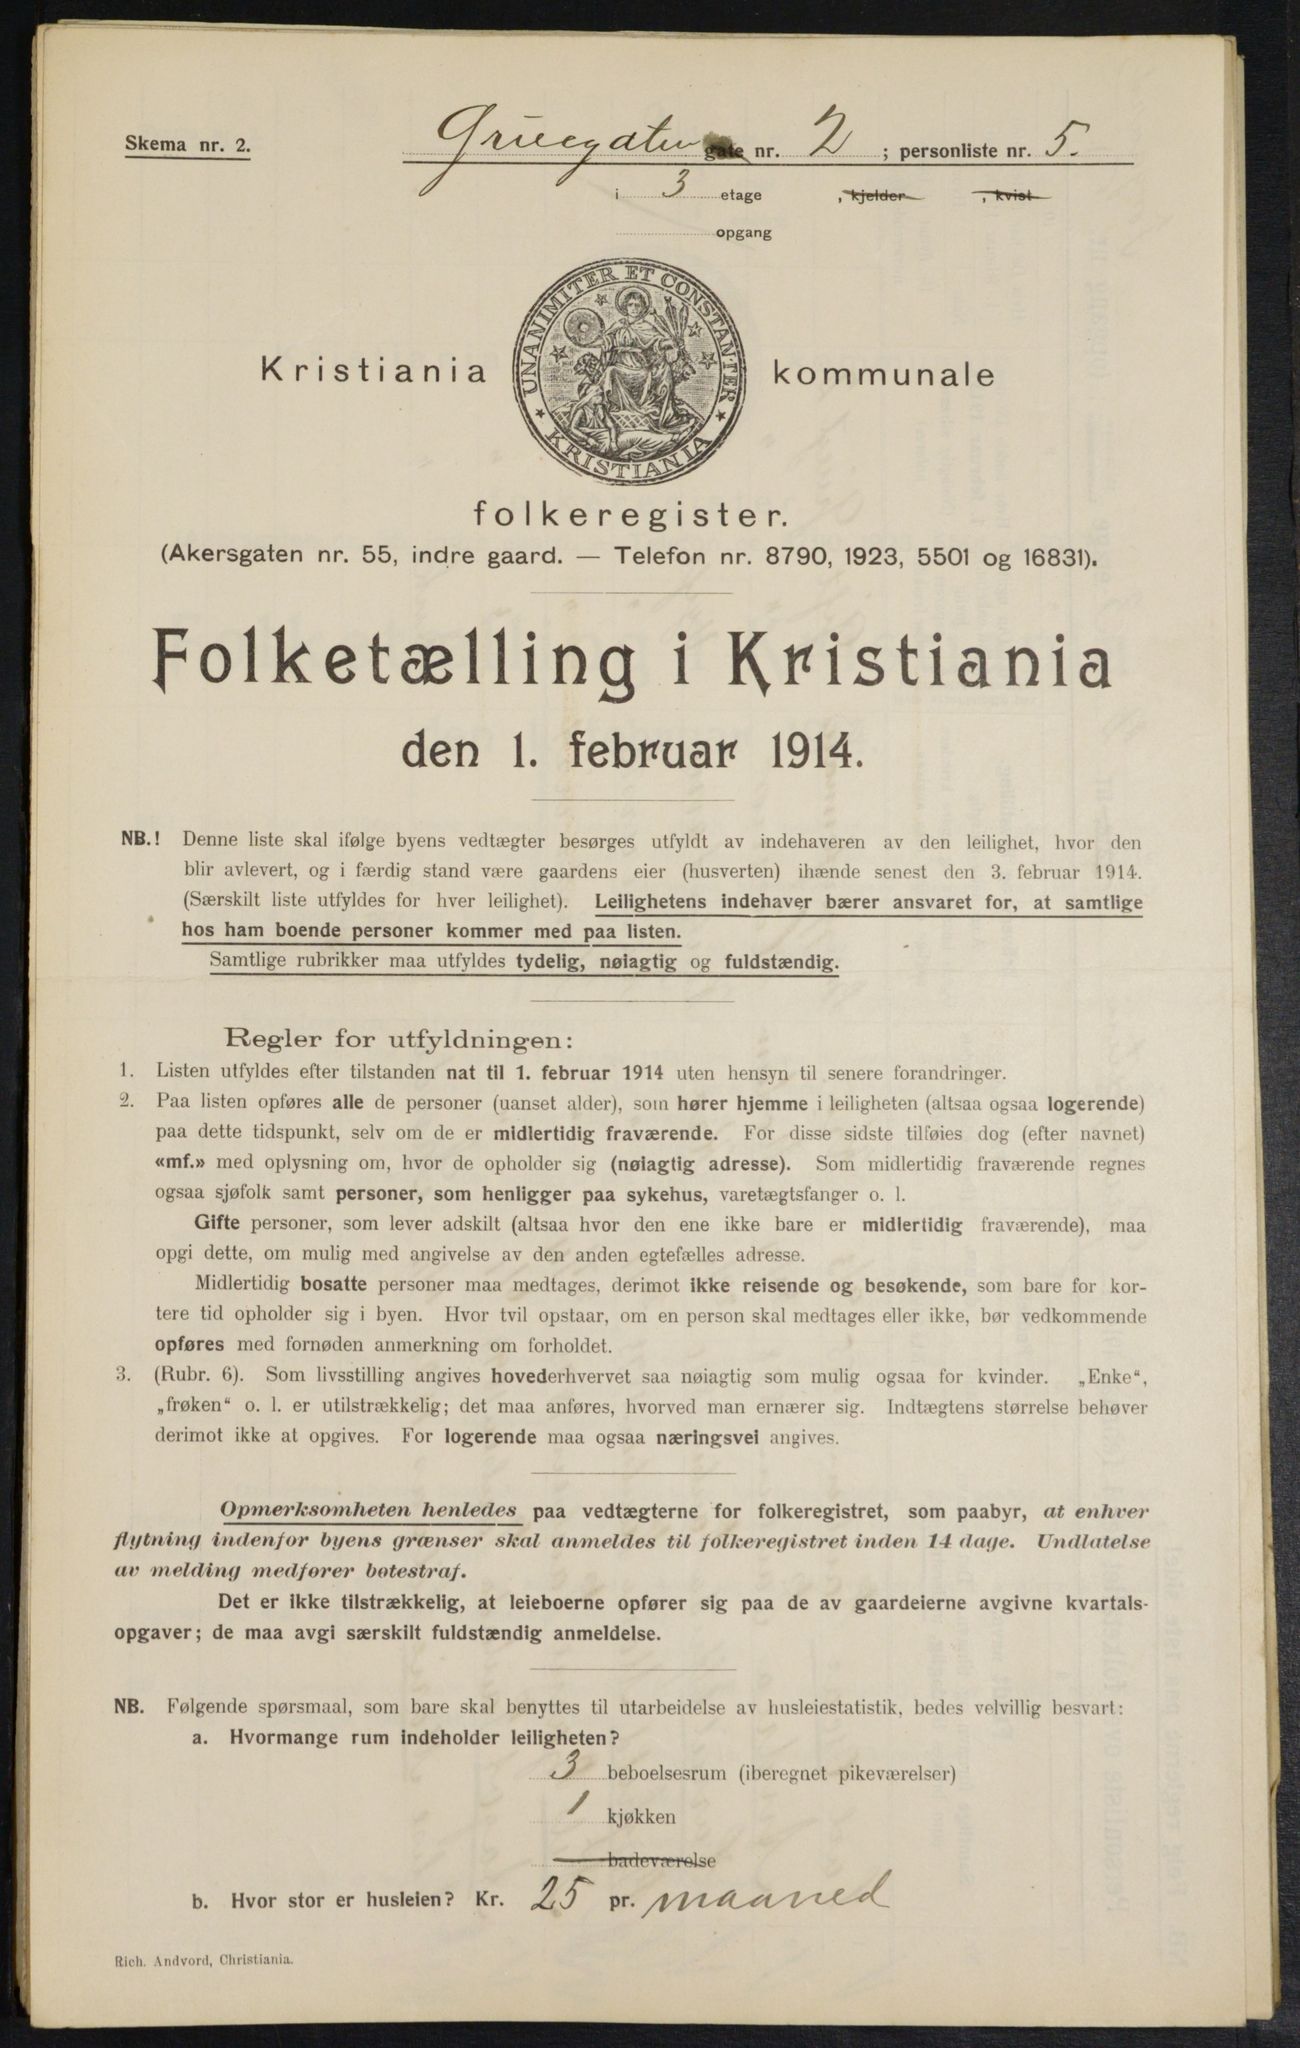 Skema nr. 2.
Gruegaten gate nr. 2 ; personliste nr. 5.
i 3 etage , kjelder , kvist
opgang
UNANIMITER ET CONSTANTER
KRISTIANIA
Kristiania kommunale
folkeregister.
(Akersgaten nr. 55, indre gaard. — Telefon nr. 8790, 1923, 5501 og 16831).
Folketælling i Kristiania
den 1. februar 1914.
NB.! Denne liste skal ifølge byens vedtægter besørges utfyldt av indehaveren av den leilighet, hvor den
blir avlevert, og i færdig stand være gaardens eier (husverten) ihænde senest den 3. februar 1914.
(Særskilt liste utfyldes for hver leilighet). Leilighetens indehaver bærer ansvaret for, at samtlige
hos ham boende personer kommer med paa listen.
Samtlige rubrikker maa utfyldes tydelig, nøiagtig og fuldstændig.
Regler for utfyldningen:
1. Listen utfyldes efter tilstanden nat til 1. februar 1914 uten hensyn til senere forandringer.
2. Paa listen opføres alle de personer (uanset alder), som hører hjemme i leiligheten (altsaa ogsaa logerende)
paa dette tidspunkt, selv om de er midlertidig fraværende. For disse sidste tilføies dog (efter navnet)
«mf.» med oplysning om, hvor de opholder sig (nøiagtig adresse). Som midlertidig fraværende regnes
ogsaa sjøfolk samt personer, som henligger paa sykehus, varetægtsfanger o. l.
Gifte personer, som lever adskilt (altsaa hvor den ene ikke bare er midlertidig fraværende), maa
opgi dette, om mulig med angivelse av den anden egtefælles adresse.
Midlertidig bosatte personer maa medtages, derimot ikke reisende og besøkende, som bare for kor-
tere tid opholder sig i byen. Hvor tvil opstaar, om en person skal medtages eller ikke, bør vedkommende
opføres med fornøden anmerkning om forholdet.
3. (Rubr. 6). Som livsstilling angives hovederhvervet saa nøiagtig som mulig ogsaa for kvinder. „Enke“,
„frøken“ o. l. er utilstrækkelig; det maa anføres, hvorved man ernærer sig. Indtægtens størrelse behøver
derimot ikke at opgives. For logerende maa ogsaa næringsvei angives.
Opmerksomheten henledes paa vedtægterne for folkeregistret, som paabyr, at enhver
flytning indenfor byens grænser skal anmeldes til folkeregistret inden 14 dage. Undlatelse
av melding medfører bøtestraf.
Det er ikke tilstrækkelig, at leieboerne opfører sig paa de av gaardeierne avgivne kvartals-
opgaver; de maa avgi særskilt fuldstændig anmeldelse.
NB. Følgende spørsmaal, som bare skal benyttes til utarbeidelse av husleiestatistik, bedes velvillig besvart:
a. Hvormange rum indeholder leiligheten?
3 beboelsesrum (iberegnet pikeværelser)
1 kjøkken
badeværelse
b. Hvor stor er husleien? Kr. 25 pr. maaned
Rich. Andvord, Christiania.